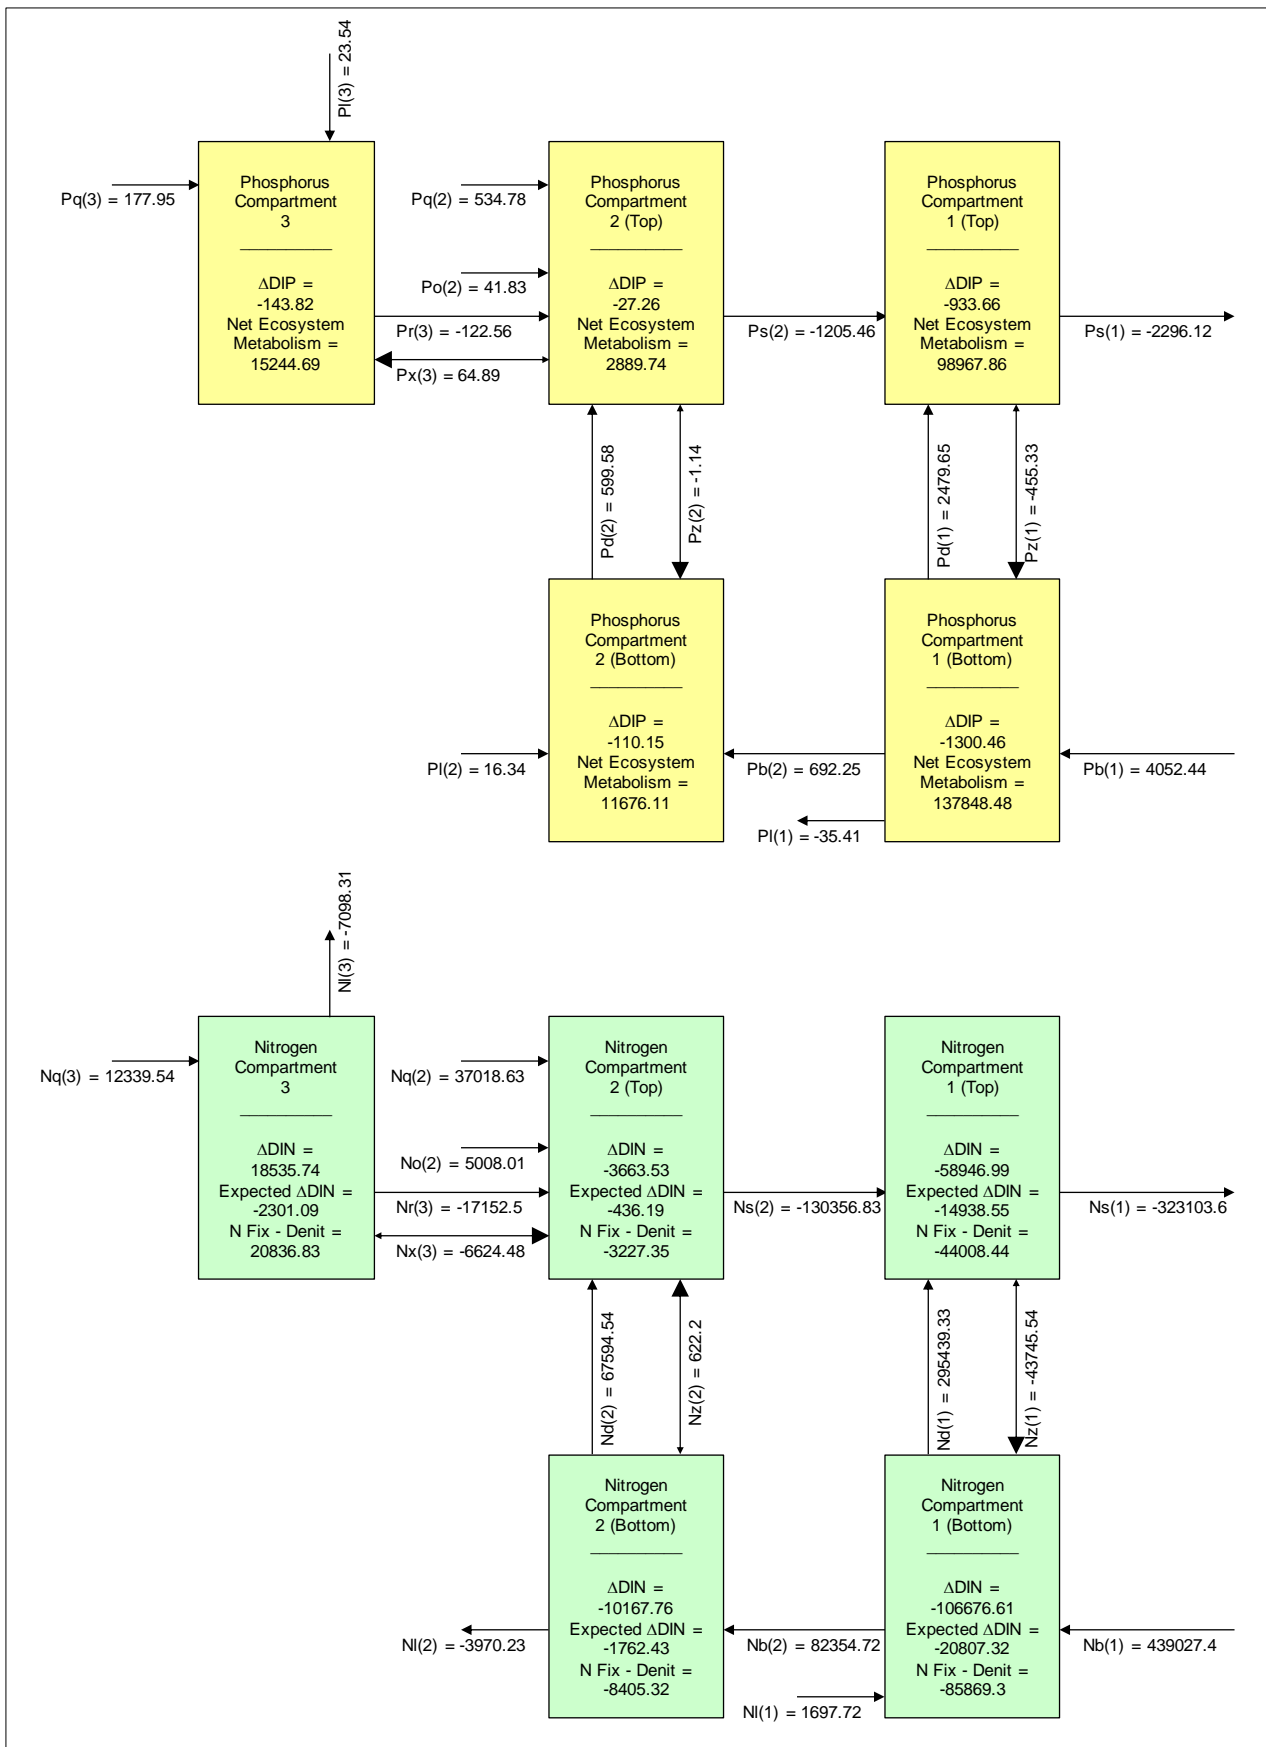 Pl(3) = 23.54
Pq(3) = 177.95
Phosphorus
Compartment
3
ΔDIP =
-143.82
Net Ecosystem
Metabolism =
15244.69
Pq(2) = 534.78
Po(2) = 41.83
Pr(3) = -122.56
Px(3) = 64.89
Phosphorus
Compartment
2 (Top)
ΔDIP =
-27.26
Net Ecosystem
Metabolism =
2889.74
Ps(2) = -1205.46
Phosphorus
Compartment
1 (Top)
ΔDIP =
-933.66
Net Ecosystem
Metabolism =
98967.86
Ps(1) = -2296.12
Pd(2) = 599.58
Pz(2) = -1.14
Pd(1) = 2479.65
Pz(1) = -455.33
Pl(2) = 16.34
Phosphorus
Compartment
2 (Bottom)
ΔDIP =
-110.15
Net Ecosystem
Metabolism =
11676.11
Pb(2) = 692.25
Pl(1) = -35.41
Phosphorus
Compartment
1 (Bottom)
ΔDIP =
-1300.46
Net Ecosystem
Metabolism =
137848.48
Pb(1) = 4052.44
Nl(3) = -7098.31
Nq(3) = 12339.54
Nitrogen
Compartment
3
ΔDIN =
18535.74
Expected ΔDIN =
-2301.09
N Fix - Denit =
20836.83
Nq(2) = 37018.63
No(2) = 5008.01
Nr(3) = -17152.5
Nx(3) = -6624.48
Nitrogen
Compartment
2 (Top)
ΔDIN =
-3663.53
Expected ΔDIN =
-436.19
N Fix - Denit =
-3227.35
Ns(2) = -130356.83
Nitrogen
Compartment
1 (Top)
ΔDIN =
-58946.99
Expected ΔDIN =
-14938.55
N Fix - Denit =
-44008.44
Ns(1) = -323103.6
Nd(2) = 67594.54
Nz(2) = 622.2
Nd(1) = 295439.33
Nz(1) = -43745.54
Nl(2) = -3970.23
Nitrogen
Compartment
2 (Bottom)
ΔDIN =
-10167.76
Expected ΔDIN =
-1762.43
N Fix - Denit =
-8405.32
Nb(2) = 82354.72
Nl(1) = 1697.72
Nitrogen
Compartment
1 (Bottom)
ΔDIN =
-106676.61
Expected ΔDIN =
-20807.32
N Fix - Denit =
-85869.3
Nb(1) = 439027.4